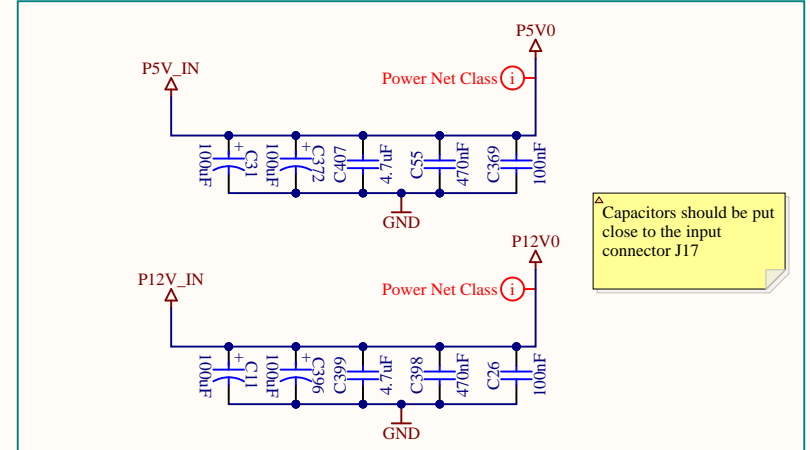 P5V0
P5V_IN
Power Net Class
i
100uF
+
C31
100uF
+
C372
C407
4.7uF
C55
470nF
C369
100nF
GND
Capacitors should be put
close to the input
connector J17
P12V0
P12V_IN
Power Net Class
i
100uF
+
C11
100uF
+
C396
C399
4.7uF
C398
470nF
C26
100nF
GND